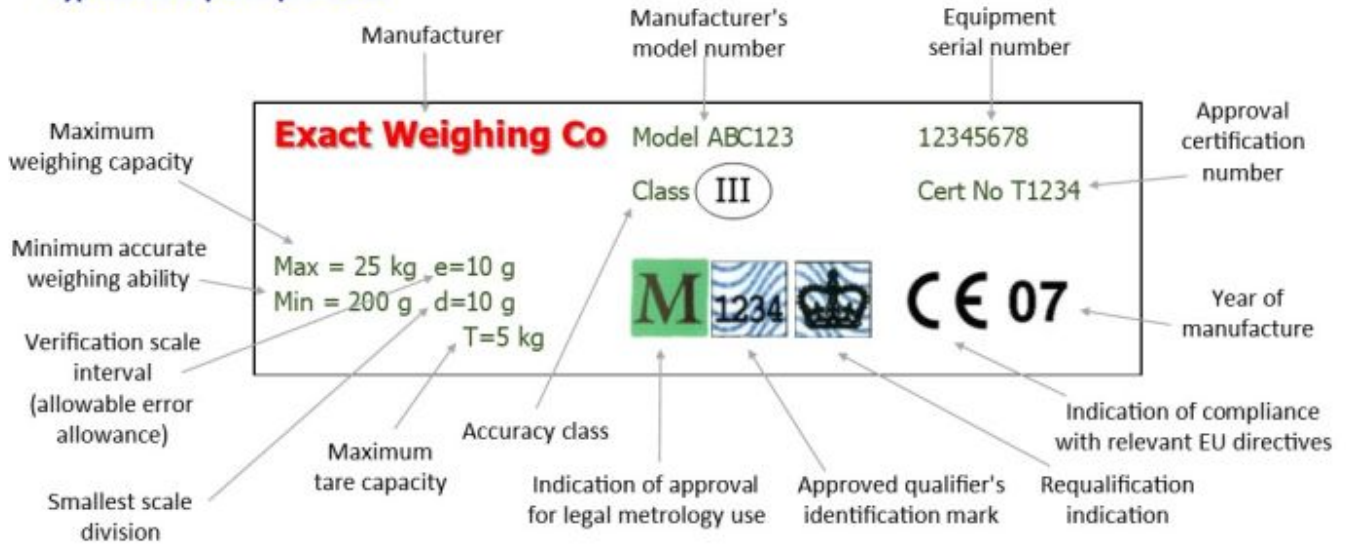 Manufacturer
Manufacturer's
model number
Equipment
serial number
Approval
certification
number
Maximum
weighing capacity
Exact Weighing Co
Model ABC123
12345678
Class III
Cert No T1234
Minimum accurate
weighing ability
Max = 25 kg e=10 g
Min = 200 g d=10 g
T=5 kg
M
1234
CE 07
Year of
manufacture
Verification scale
interval
(allowable error
allowance)
Smallest scale
division
Maximum
tare capacity
Accuracy class
Indication of approval
for legal metrology use
Approved qualifier's
identification mark
Requalification
indication
Indication of compliance
with relevant EU directives